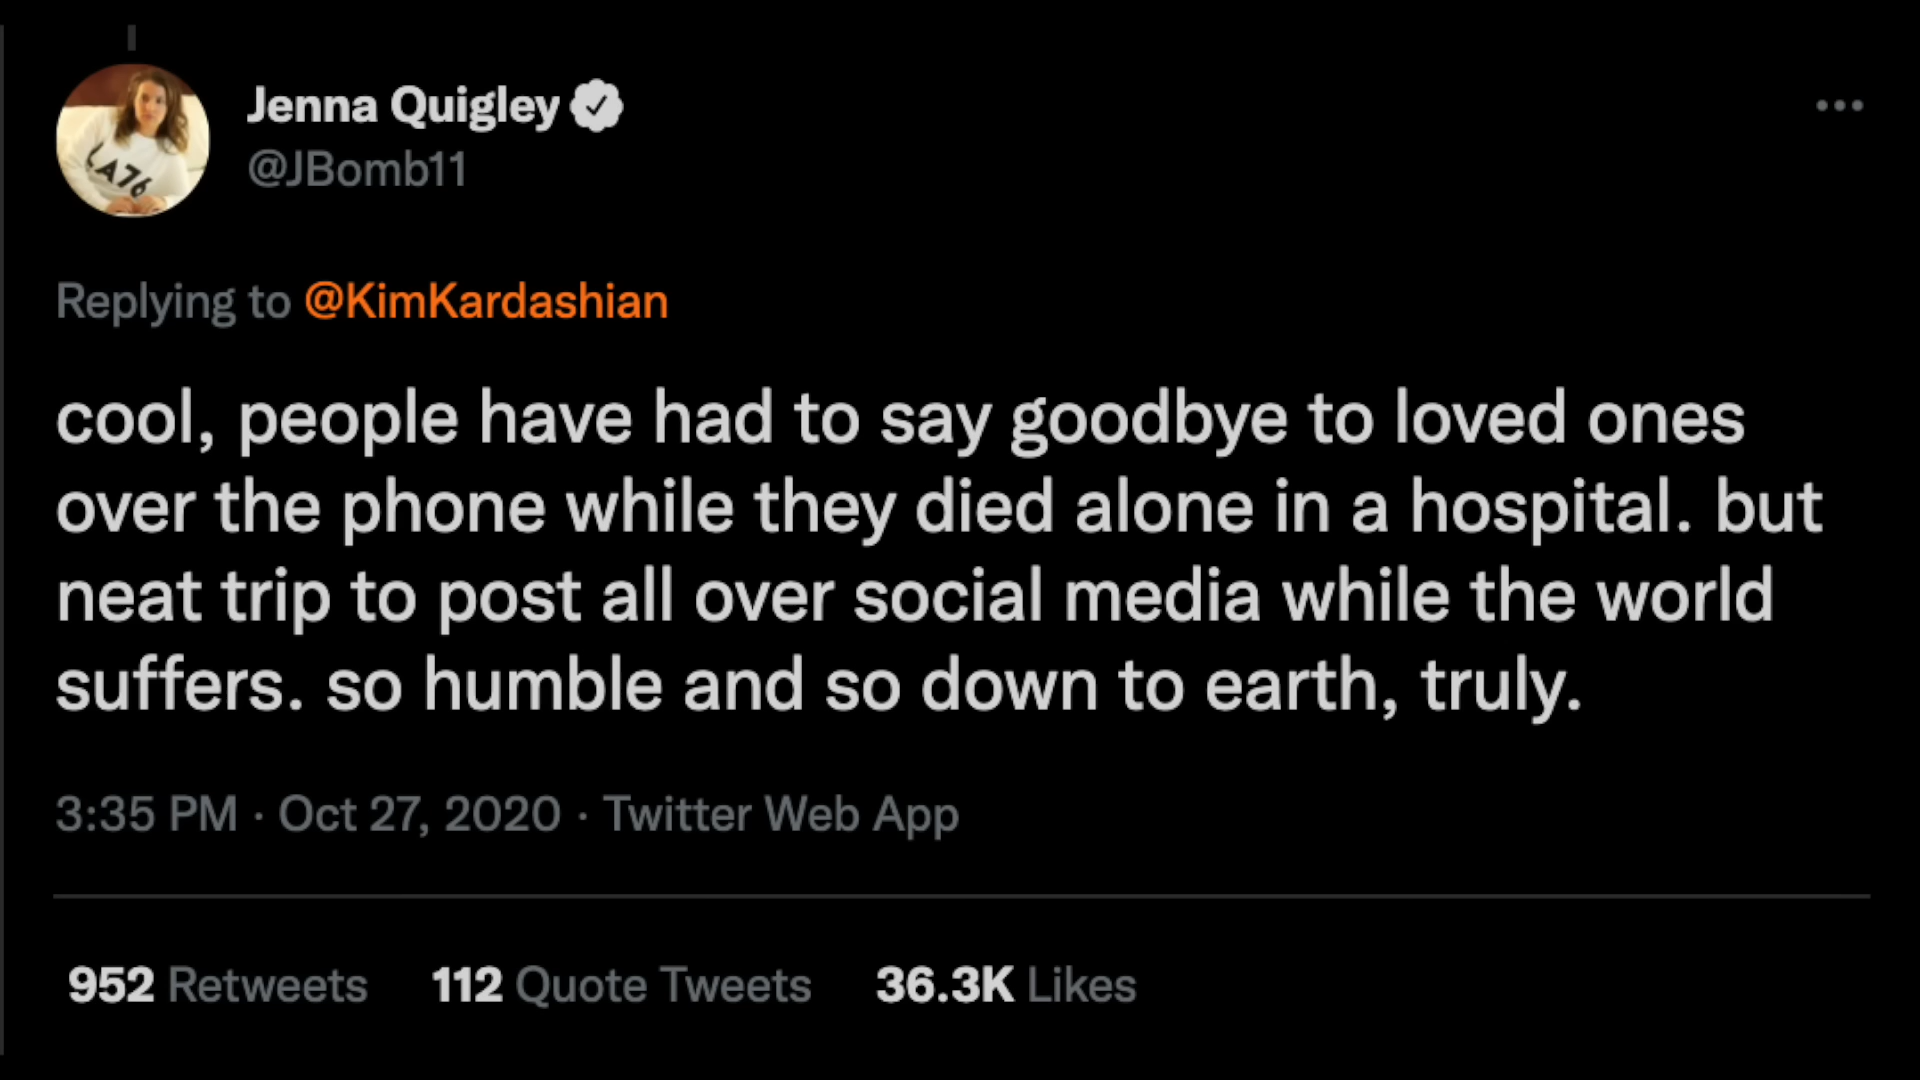 Jenna Quigley
@JBomb11
LA76
Replying to @KimKardashian
cool, people have had to say goodbye to loved ones
over the phone while they died alone in a hospital. but
neat trip to post all over social media while the world
suffers. so humble and so down to earth, truly.
3:35 PM · Oct 27, 2020 · Twitter Web App
952 Retweets 112 Quote Tweets 36.3K Likes